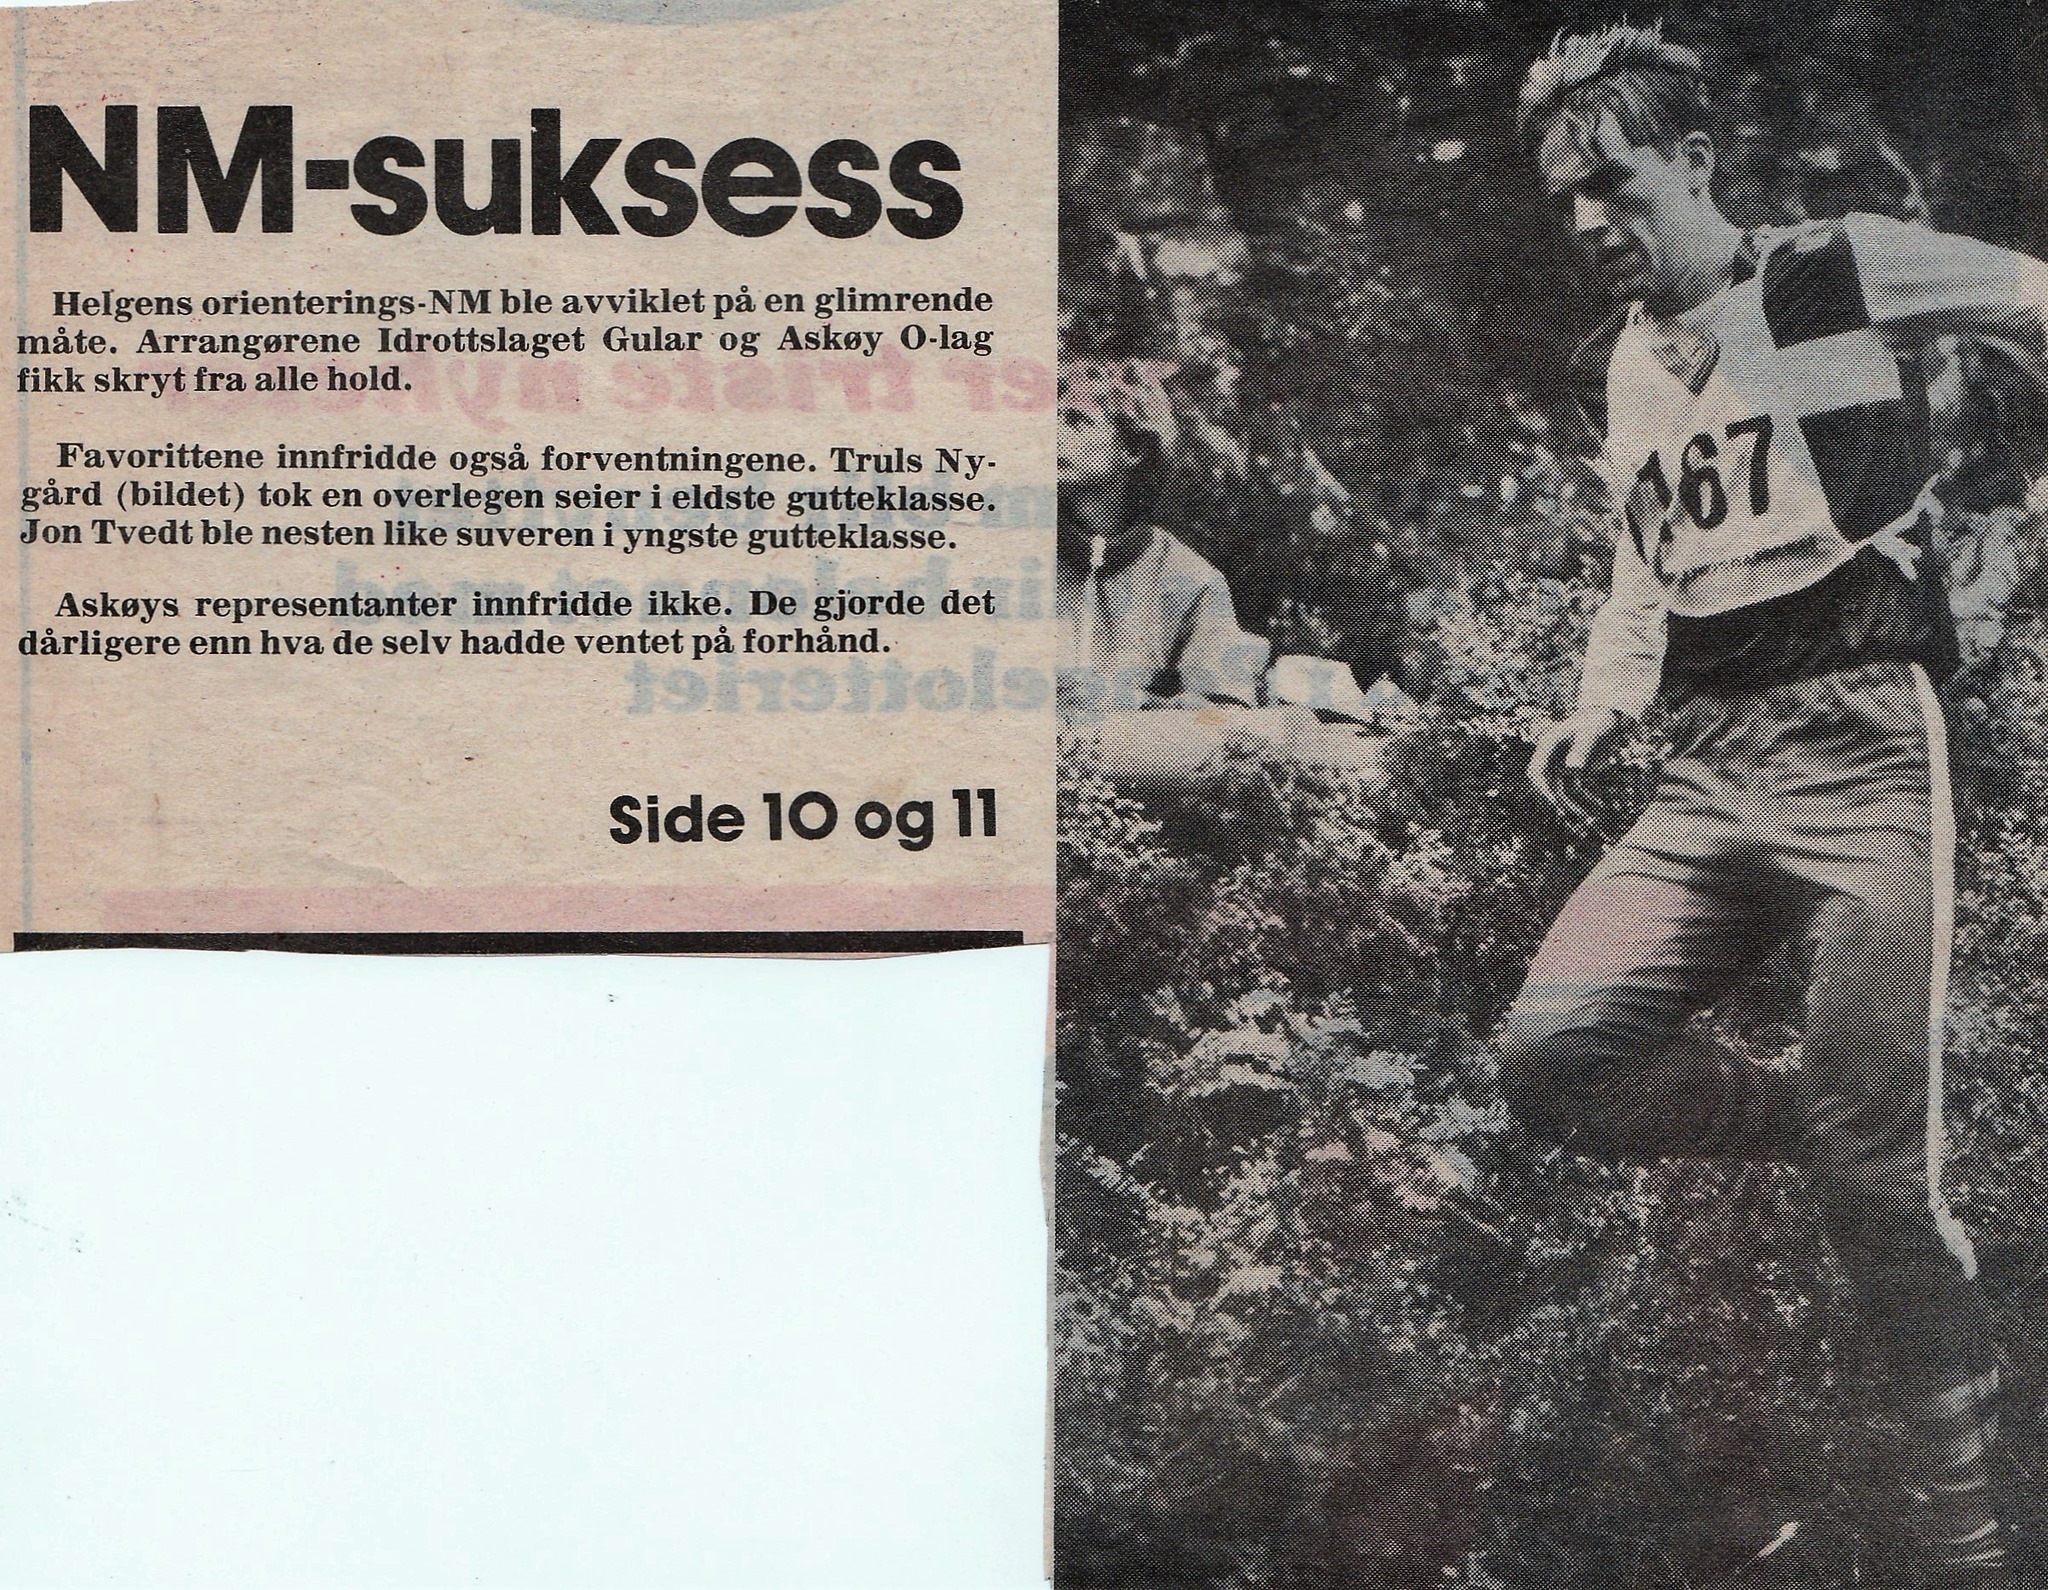 NM-suksess
Helgens orienterings-NM ble avviklet på en glimrende
måte. Arrangørene Idrottslaget Gular og Askøy O-lag
fikk skryt fra alle hold.
Favorittene innfridde også forventningene. Truls Ny-
gård (bildet) tok en overlegen seier i eldste gutteklasse.
Jon Tvedt ble nesten like suveren i yngste gutteklasse.
Askøys representanter innfridde ikke. De gjorde det
dårligere enn hva de selv hadde ventet på forhånd.
Side 10 og 11
167